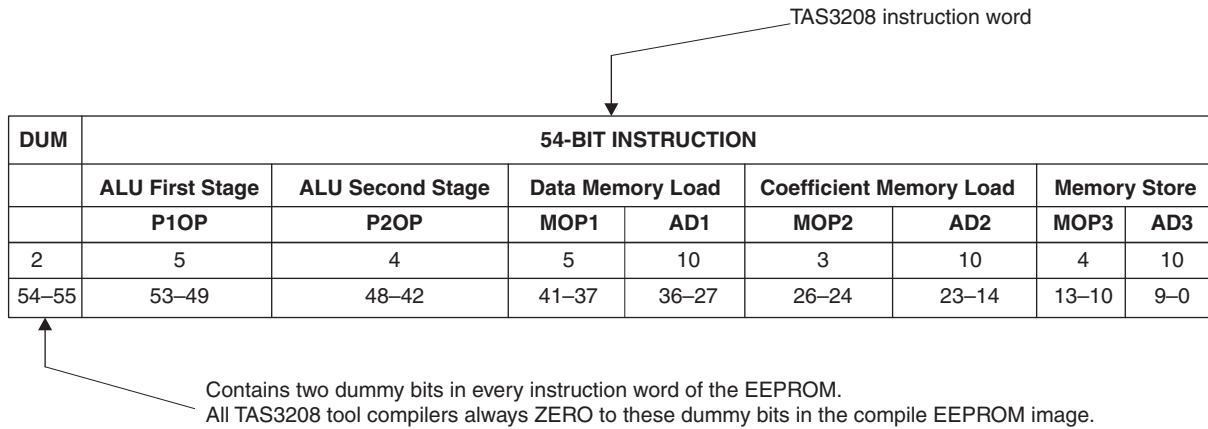 TAS3208 instruction word
DUM 54-BIT INSTRUCTION
ALU First Stage ALU Second Stage Data Memory Load Coefficient Memory Load Memory Store
P1OP P2OP MOP1 AD1 MOP2 AD2 MOP3 AD3
2 5 4 5 10 3 10 4 10
54–55 53–49 48–42 41–37 36–27 26–24 23–14 13–10 9–0
Contains two dummy bits in every instruction word of the EEPROM.
All TAS3208 tool compilers always ZERO to these dummy bits in the compile EEPROM image.